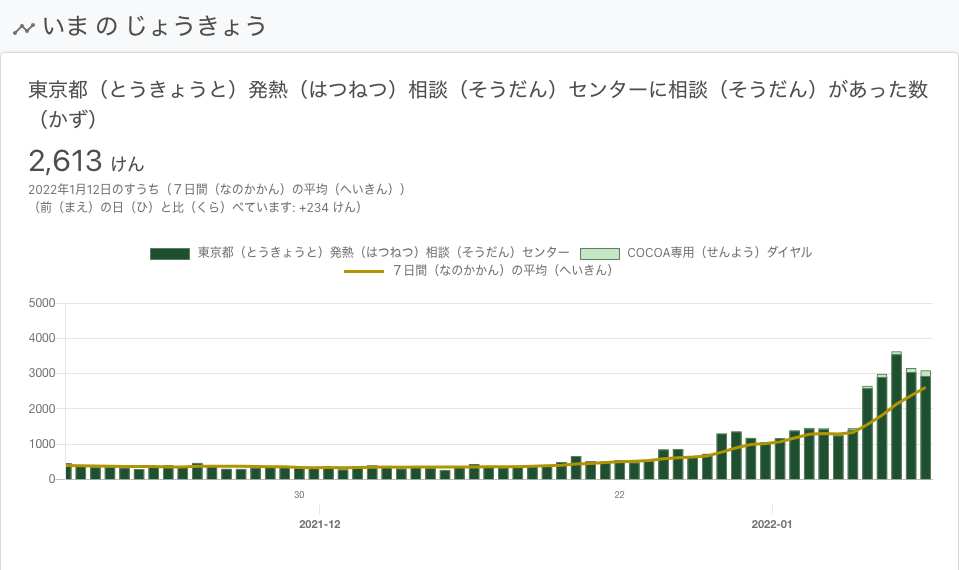 いま の じょうきょう
東京都（とうきょうと）発熱（はつねつ）相談（そうだん）センターに相談（そうだん）があった数
（かず）
2,613 けん
2022年1月12日のすうち（７日間（なのかかん）の平均（へいきん））
（前（まえ）の日（ひ）と比（くら）べています: +234 けん）
東京都（とうきょうと）発熱（はつねつ）相談（そうだん）センター COCOA専用（せんよう）ダイヤル
７日間（なのかかん）の平均（へいきん）
5000
4000
3000
2000
1000
0
30 22
2021-12 2022-01